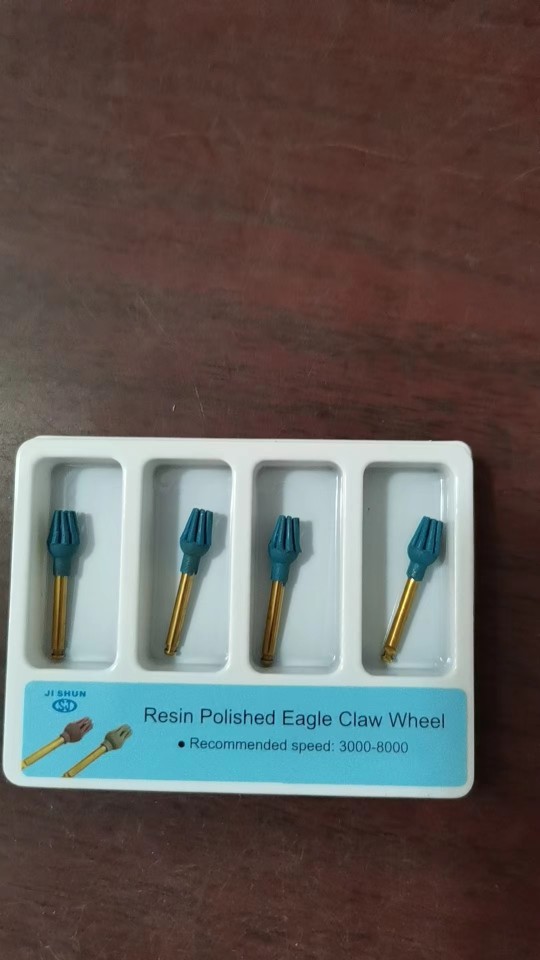 JI SHUN
Resin Polished Eagle Claw Wheel
• Recommended speed: 3000-8000